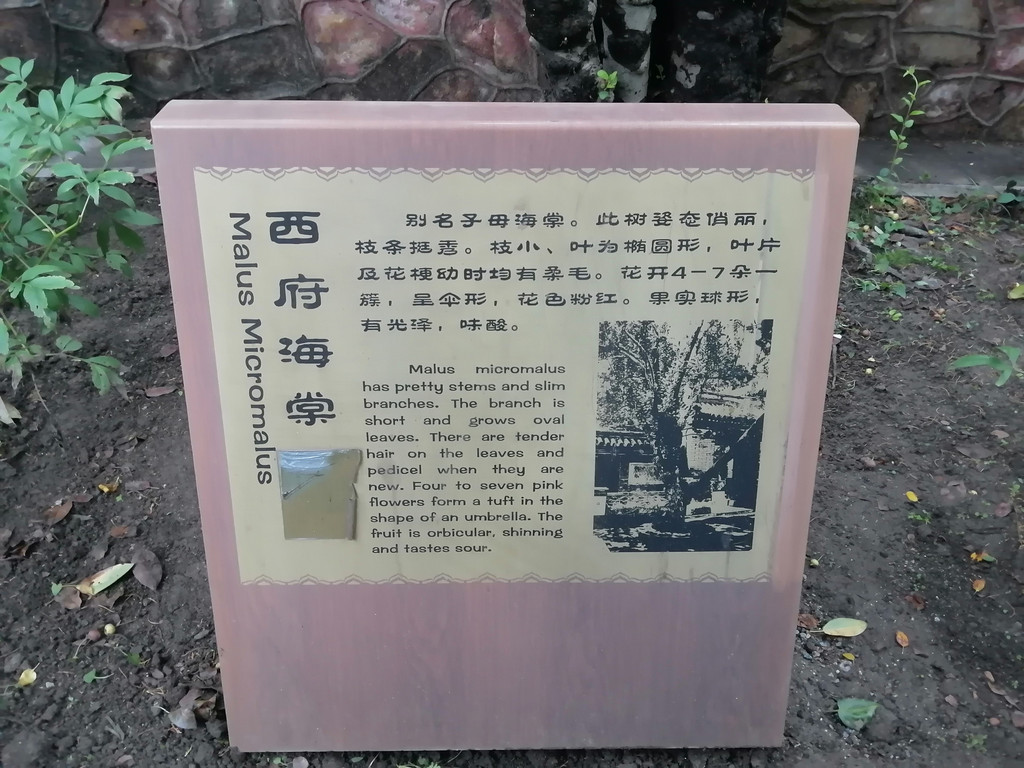 西府海棠
Malus Micromalus
别名子母海棠。此树姿态俏丽，
枝条挺秀。枝小、叶为椭圆形，叶片
及花梗幼时均有柔毛。花开4-7朵一
簇，呈伞形，花色粉红。果实球形，
有光泽，味酸。
Malus micromalus
has pretty stems and slim
branches. The branch is
short and grows oval
leaves. There are tender
hair on the leaves and
pedicel when they are
new. Four to seven pink
flowers form a tuft in the
shape of an umbrella. The
fruit is orbicular, shinning
and tastes sour.